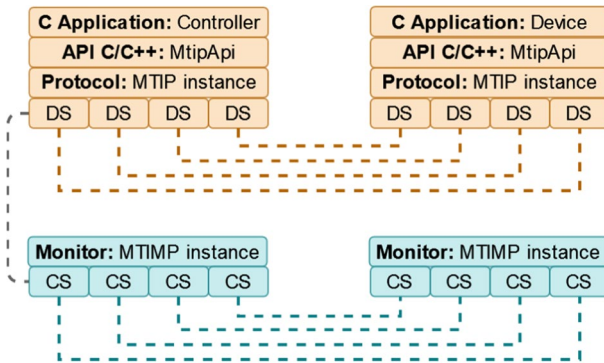 C Application: Controller
API C/C++: MtipApi
Protocol: MTIP instance
DS DS DS DS
C Application: Device
API C/C++: MtipApi
Protocol: MTIP instance
DS DS DS DS
Monitor: MTIMP instance
CS CS CS CS
Monitor: MTIMP instance
CS CS CS CS